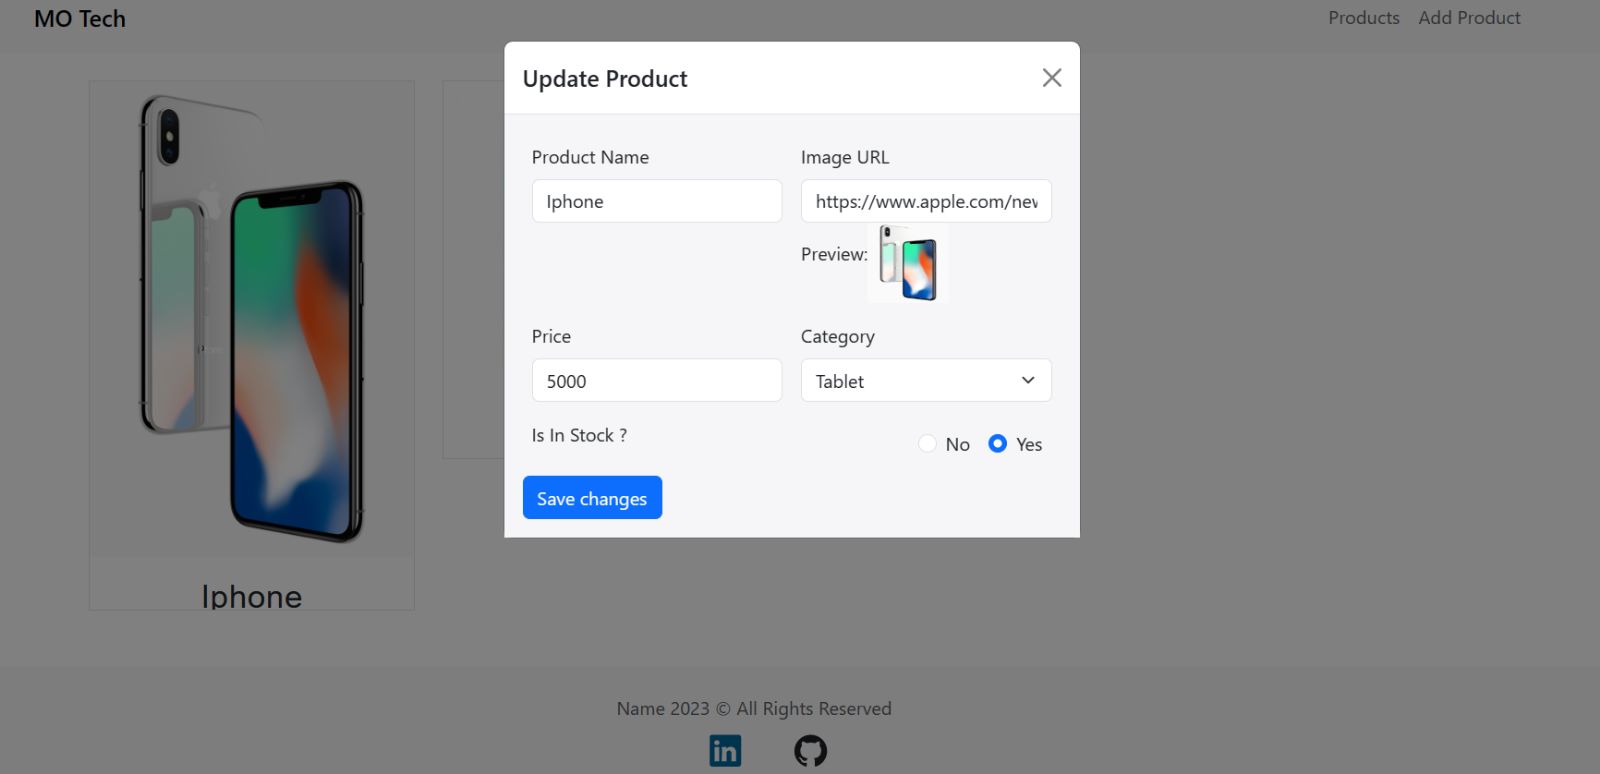 MO Tech
Products Add Product
Update Product
Product Name
Image URL
Iphone
https://www.apple.com/nev
Preview:
Price
Category
5000
Tablet
Is In Stock ?
No Yes
Save changes
Iphone
Name 2023 © All Rights Reserved
in